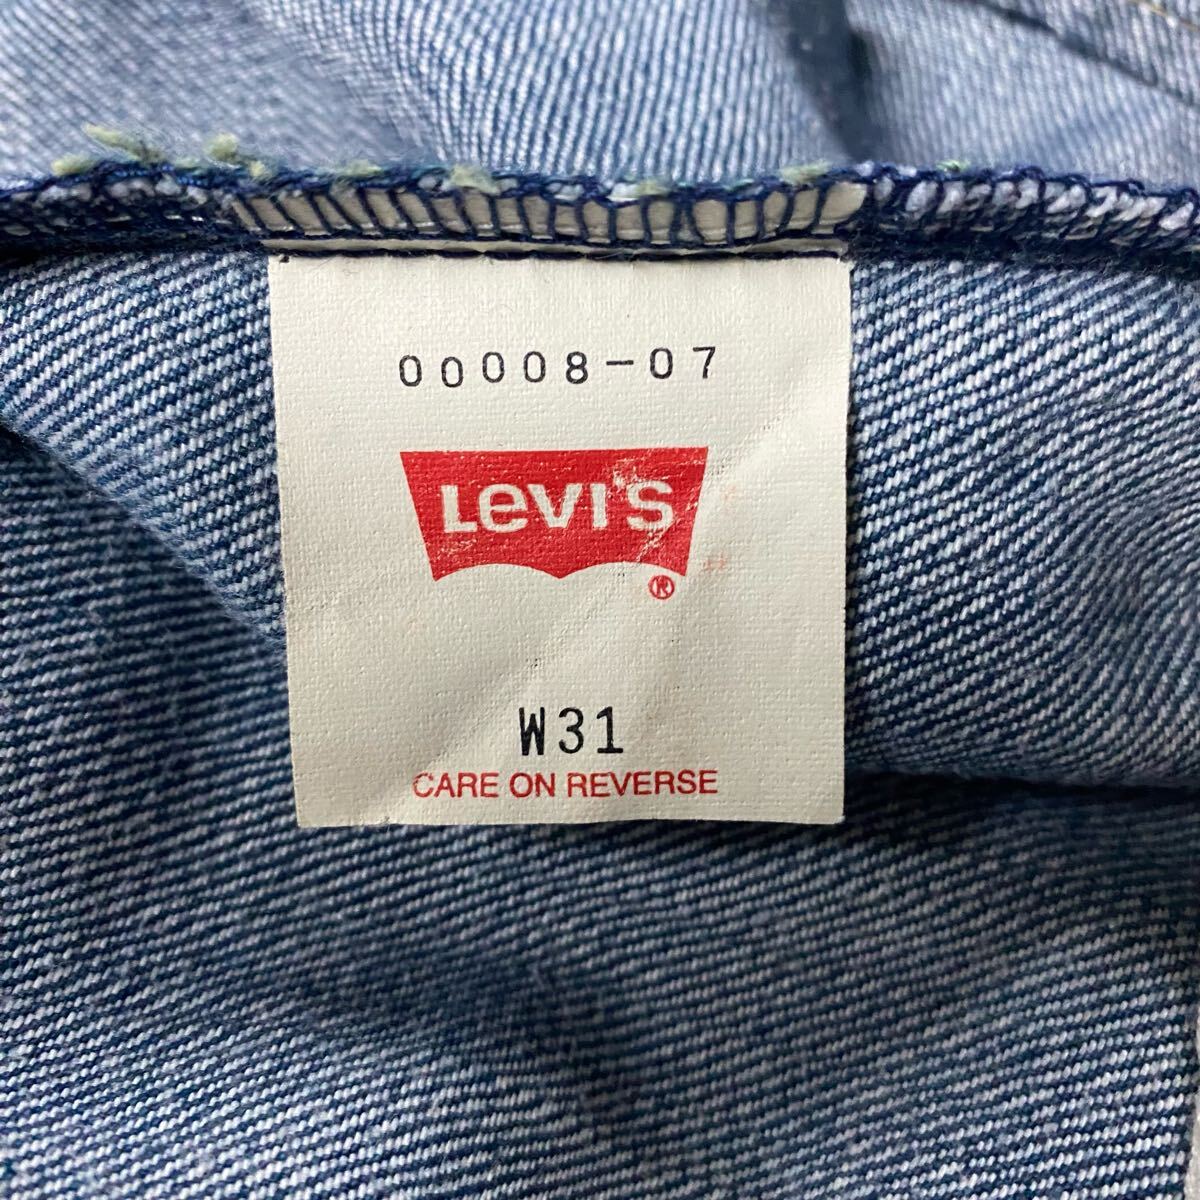 00008-07
LEVI'S
®
W31
CARE ON REVERSE